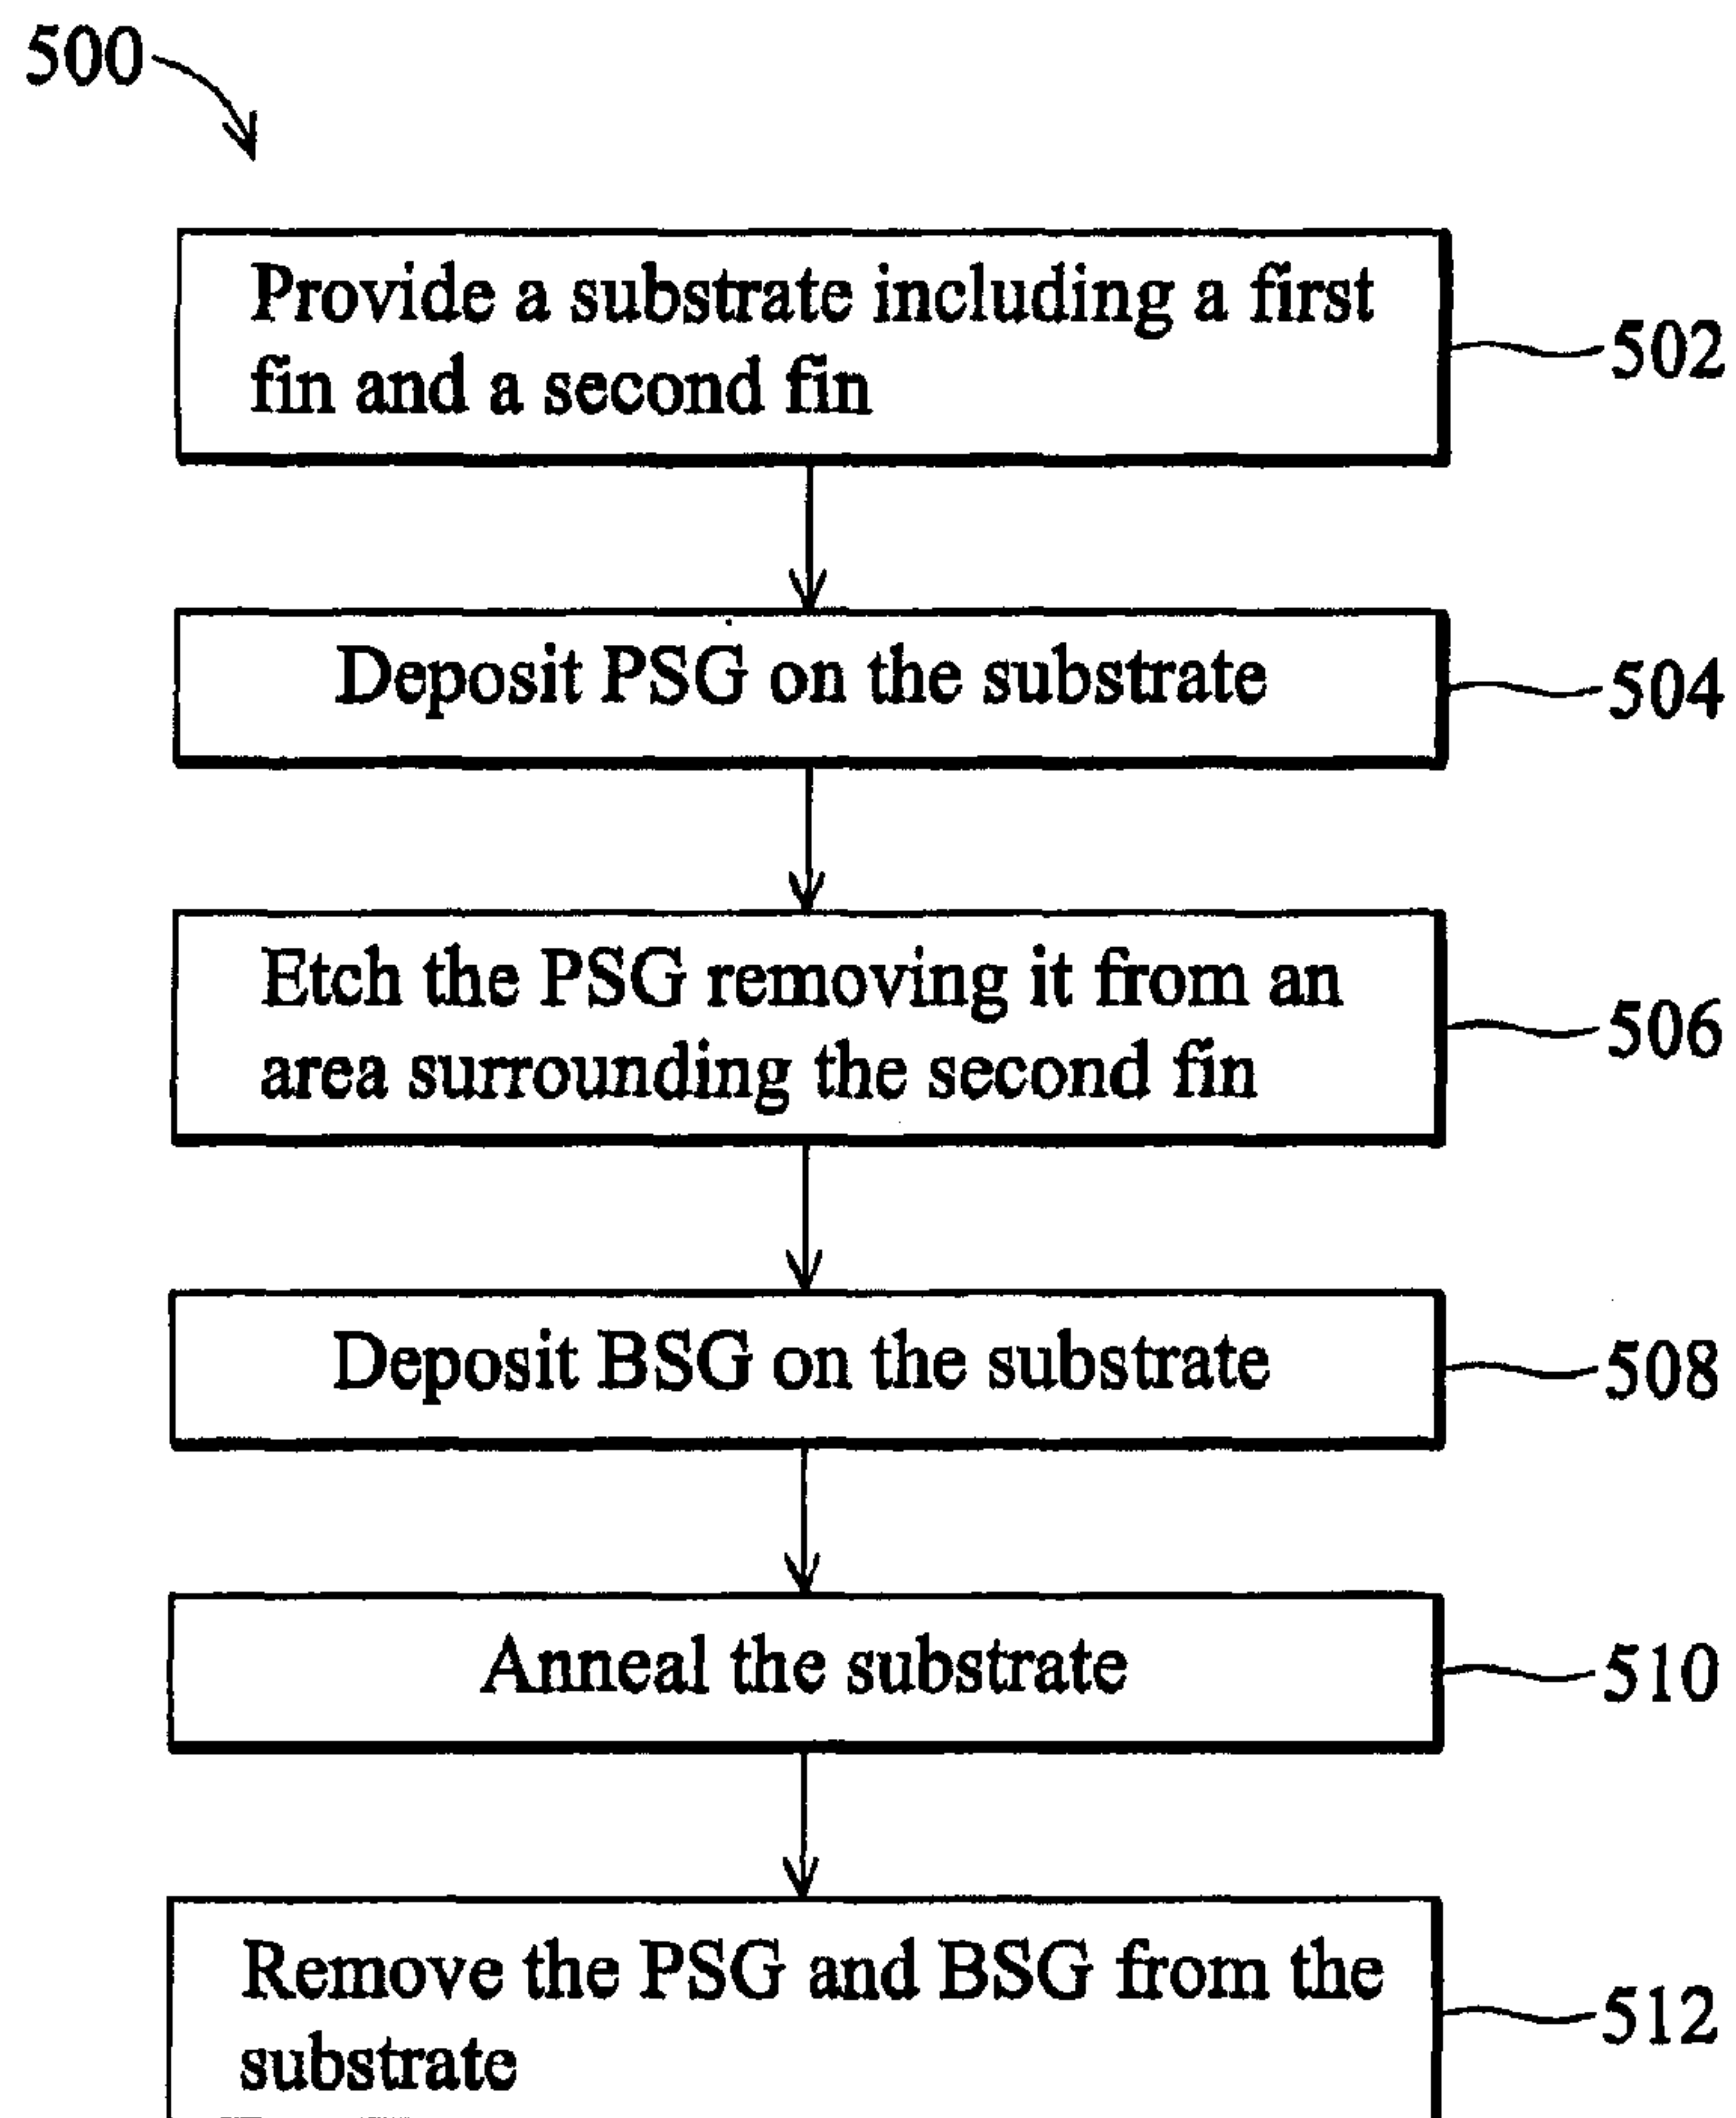 500
Provide a substrate including a first
fin and a second fin
502
Deposit PSG on the substrate
504
Etch the PSG removing it from an
area surrounding the second fin
506
Deposit BSG on the substrate
508
Anneal the substrate
510
Remove the PSG and BSG from the
substrate
512